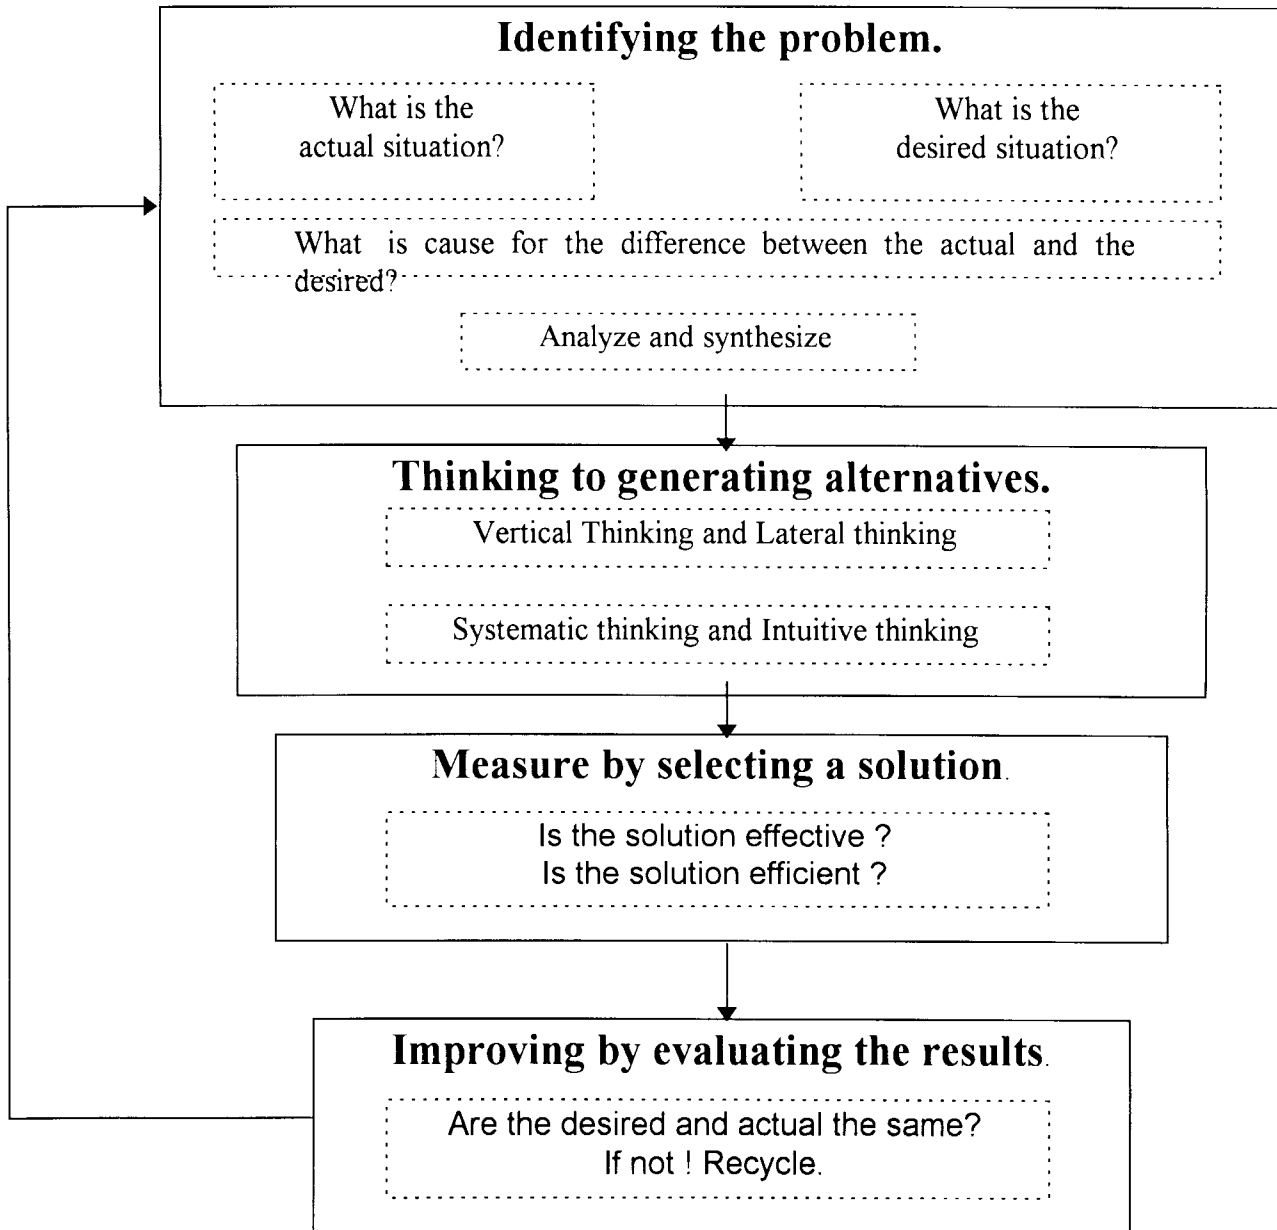 Identifying the problem.
What is the
actual situation?
What is the
desired situation?
What is cause for the difference between the actual and the
desired?
Analyze and synthesize
Thinking to generating alternatives.
Vertical Thinking and Lateral thinking
Systematic thinking and Intuitive thinking
Measure by selecting a solution.
Is the solution effective ?
Is the solution efficient ?
Improving by evaluating the results.
Are the desired and actual the same?
If not ! Recycle.